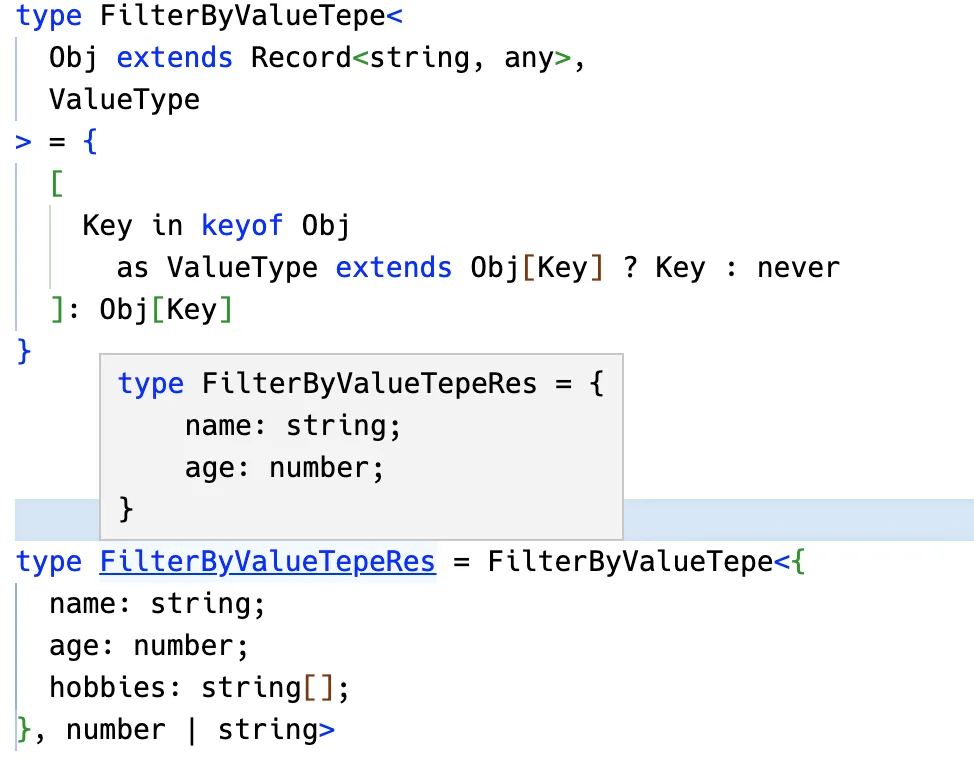 type FilterByValueTepe<
  Obj extends Record<string, any>,
  ValueType
> = {
  [
    Key in keyof Obj
      as ValueType extends Obj[Key] ? Key : never
  ]: Obj[Key]
}
type FilterByValueTepeRes = {
    name: string;
    age: number;
}
type FilterByValueTepeRes = FilterByValueTepe<{
  name: string;
  age: number;
  hobbies: string[];
}, number | string>